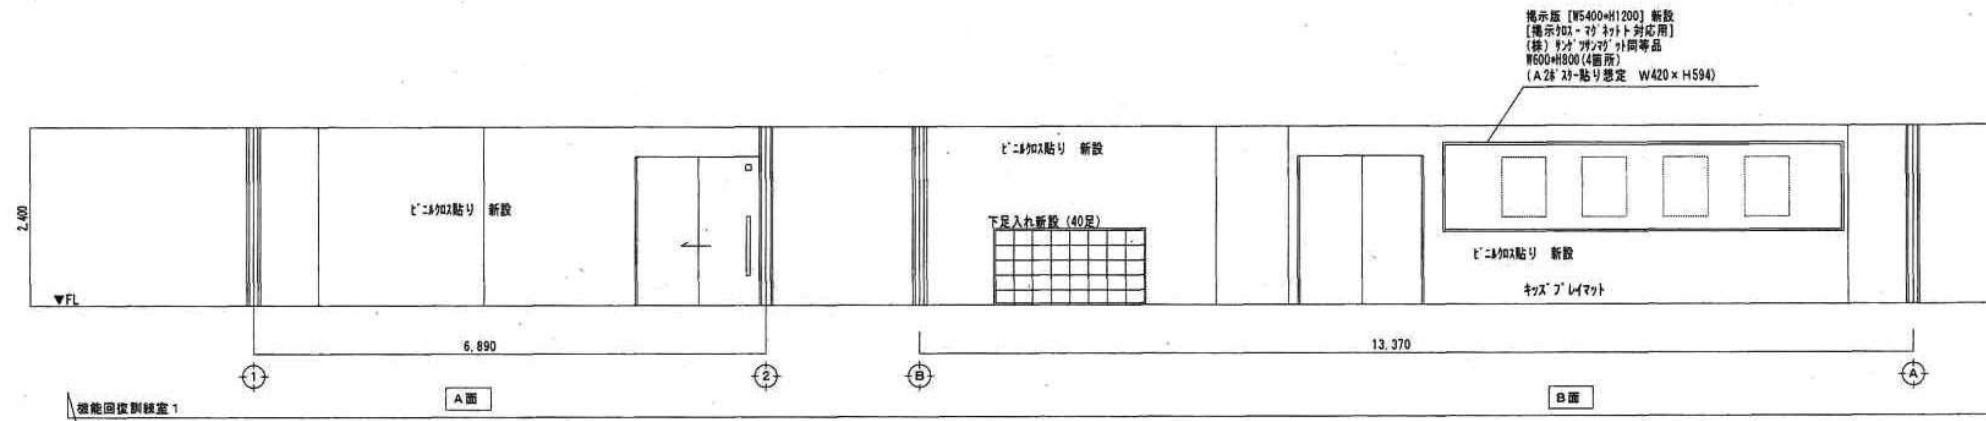 掲示版 [W5400*H1200] 新設
[掲示ｸﾛｽ-ﾏｸﾞﾈｯﾄ対応用]
(株) ｻﾝｹﾞﾂｻﾝﾏｸﾞｯﾄ同等品
W600*H800(4箇所)
(A2ﾎﾟｽﾀｰ貼り想定 W420×H594)
ﾋﾞﾆﾙｸﾛｽ貼り 新設
ﾋﾞﾆﾙｸﾛｽ貼り 新設
2,400
下足入れ新設 (40足)
ﾋﾞﾆﾙｸﾛｽ貼り 新設
ｷｯｽﾞﾌﾟﾚｲﾏｯﾄ
▼FL
6,890
13,370
1
2
B
A
A面
B面
機能回復訓練室1